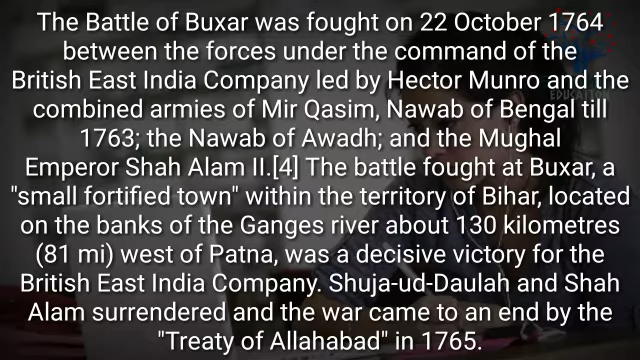 The Battle of Buxar was fought on 22 October 1764
between the forces under the command of the
British East India Company led by Hector Munro and the
combined armies of Mir Qasim, Nawab of Bengal till
1763; the Nawab of Awadh; and the Mughal
Emperor Shah Alam II.[4] The battle fought at Buxar, a
"small fortified town" within the territory of Bihar, located
on the banks of the Ganges river about 130 kilometres
(81 mi) west of Patna, was a decisive victory for the
British East India Company. Shuja-ud-Daulah and Shah
Alam surrendered and the war came to an end by the
"Treaty of Allahabad" in 1765.